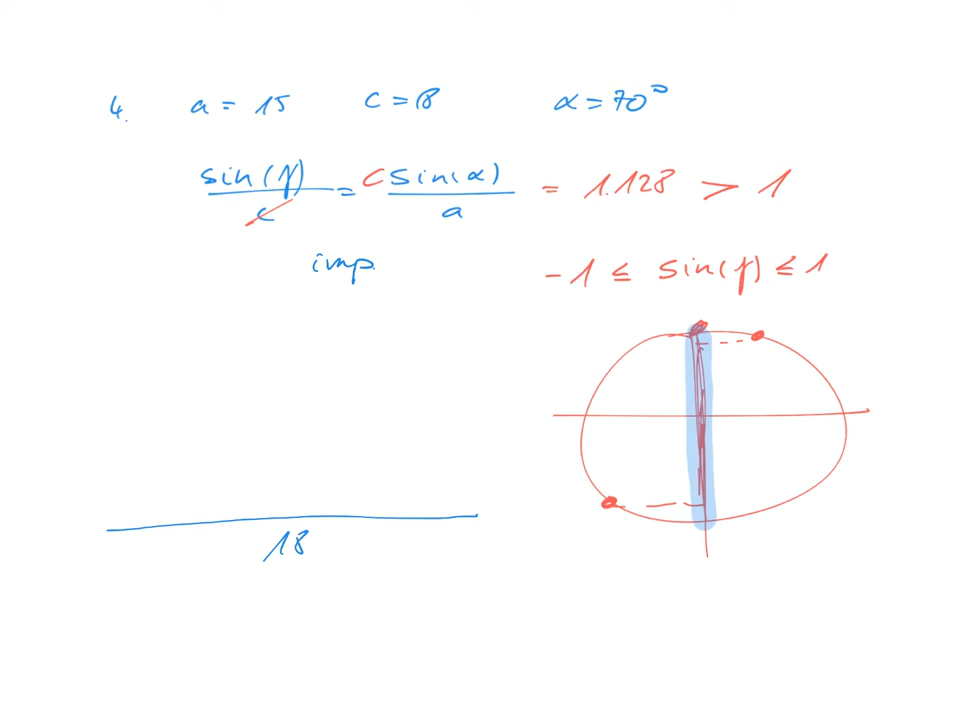 4. a = 15 c = 18 α = 70°
sin(γ)/c = c sin(α)/a = 1.128 > 1
imp.
-1 ≤ sin(γ) ≤ 1
18